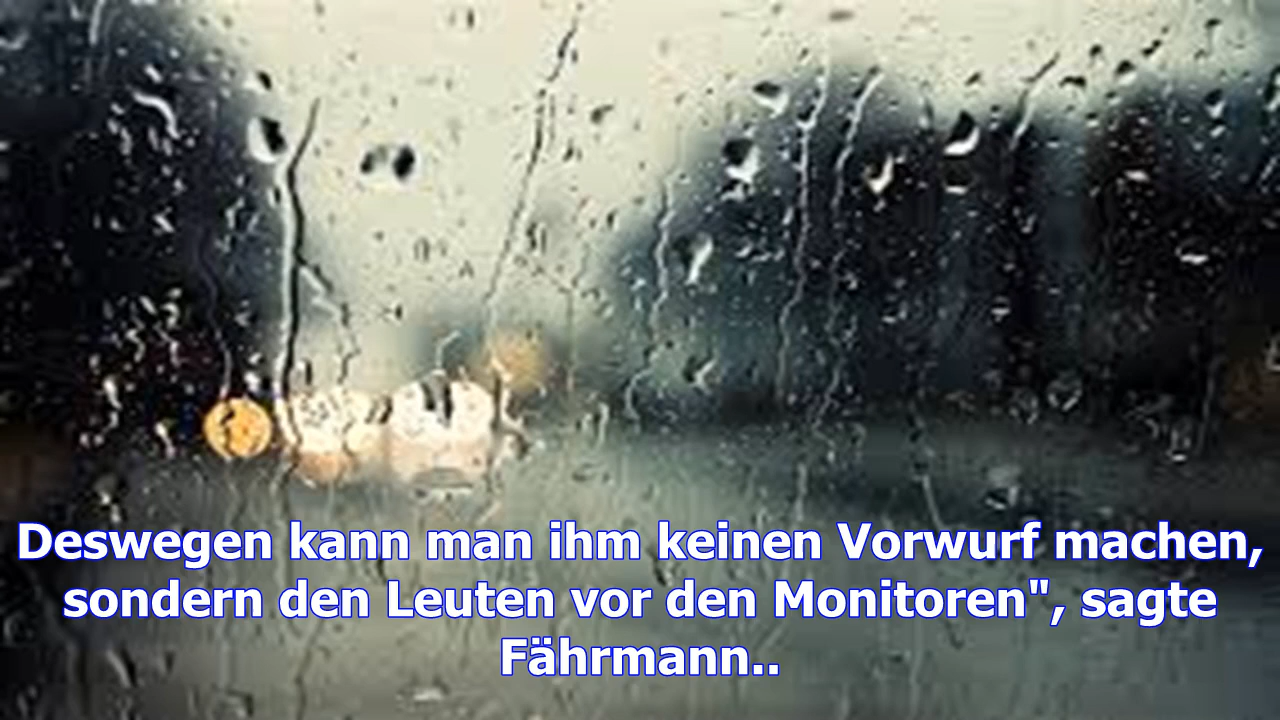 Deswegen kann man ihm keinen Vorwurf machen,
sondern den Leuten vor den Monitoren", sagte
Fährmann..